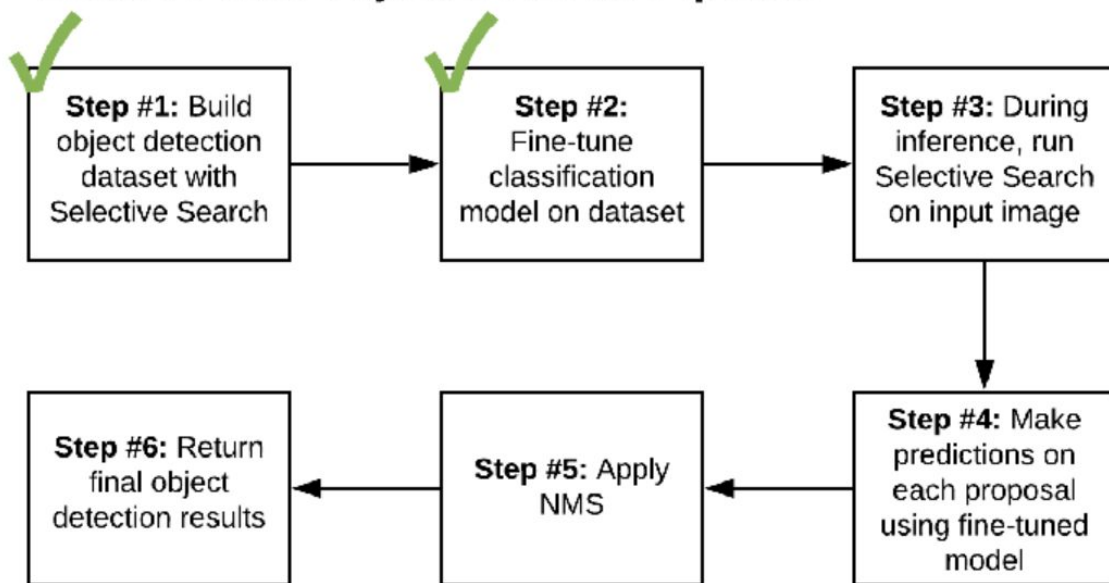 Step #1: Build
object detection
dataset with
Selective Search
Step #2:
Fine-tune
classification
model on dataset
Step #3: During
inference, run
Selective Search
on input image
Step #4: Make
predictions on
each proposal
using fine-tuned
model
Step #5: Apply
NMS
Step #6: Return
final object
detection results